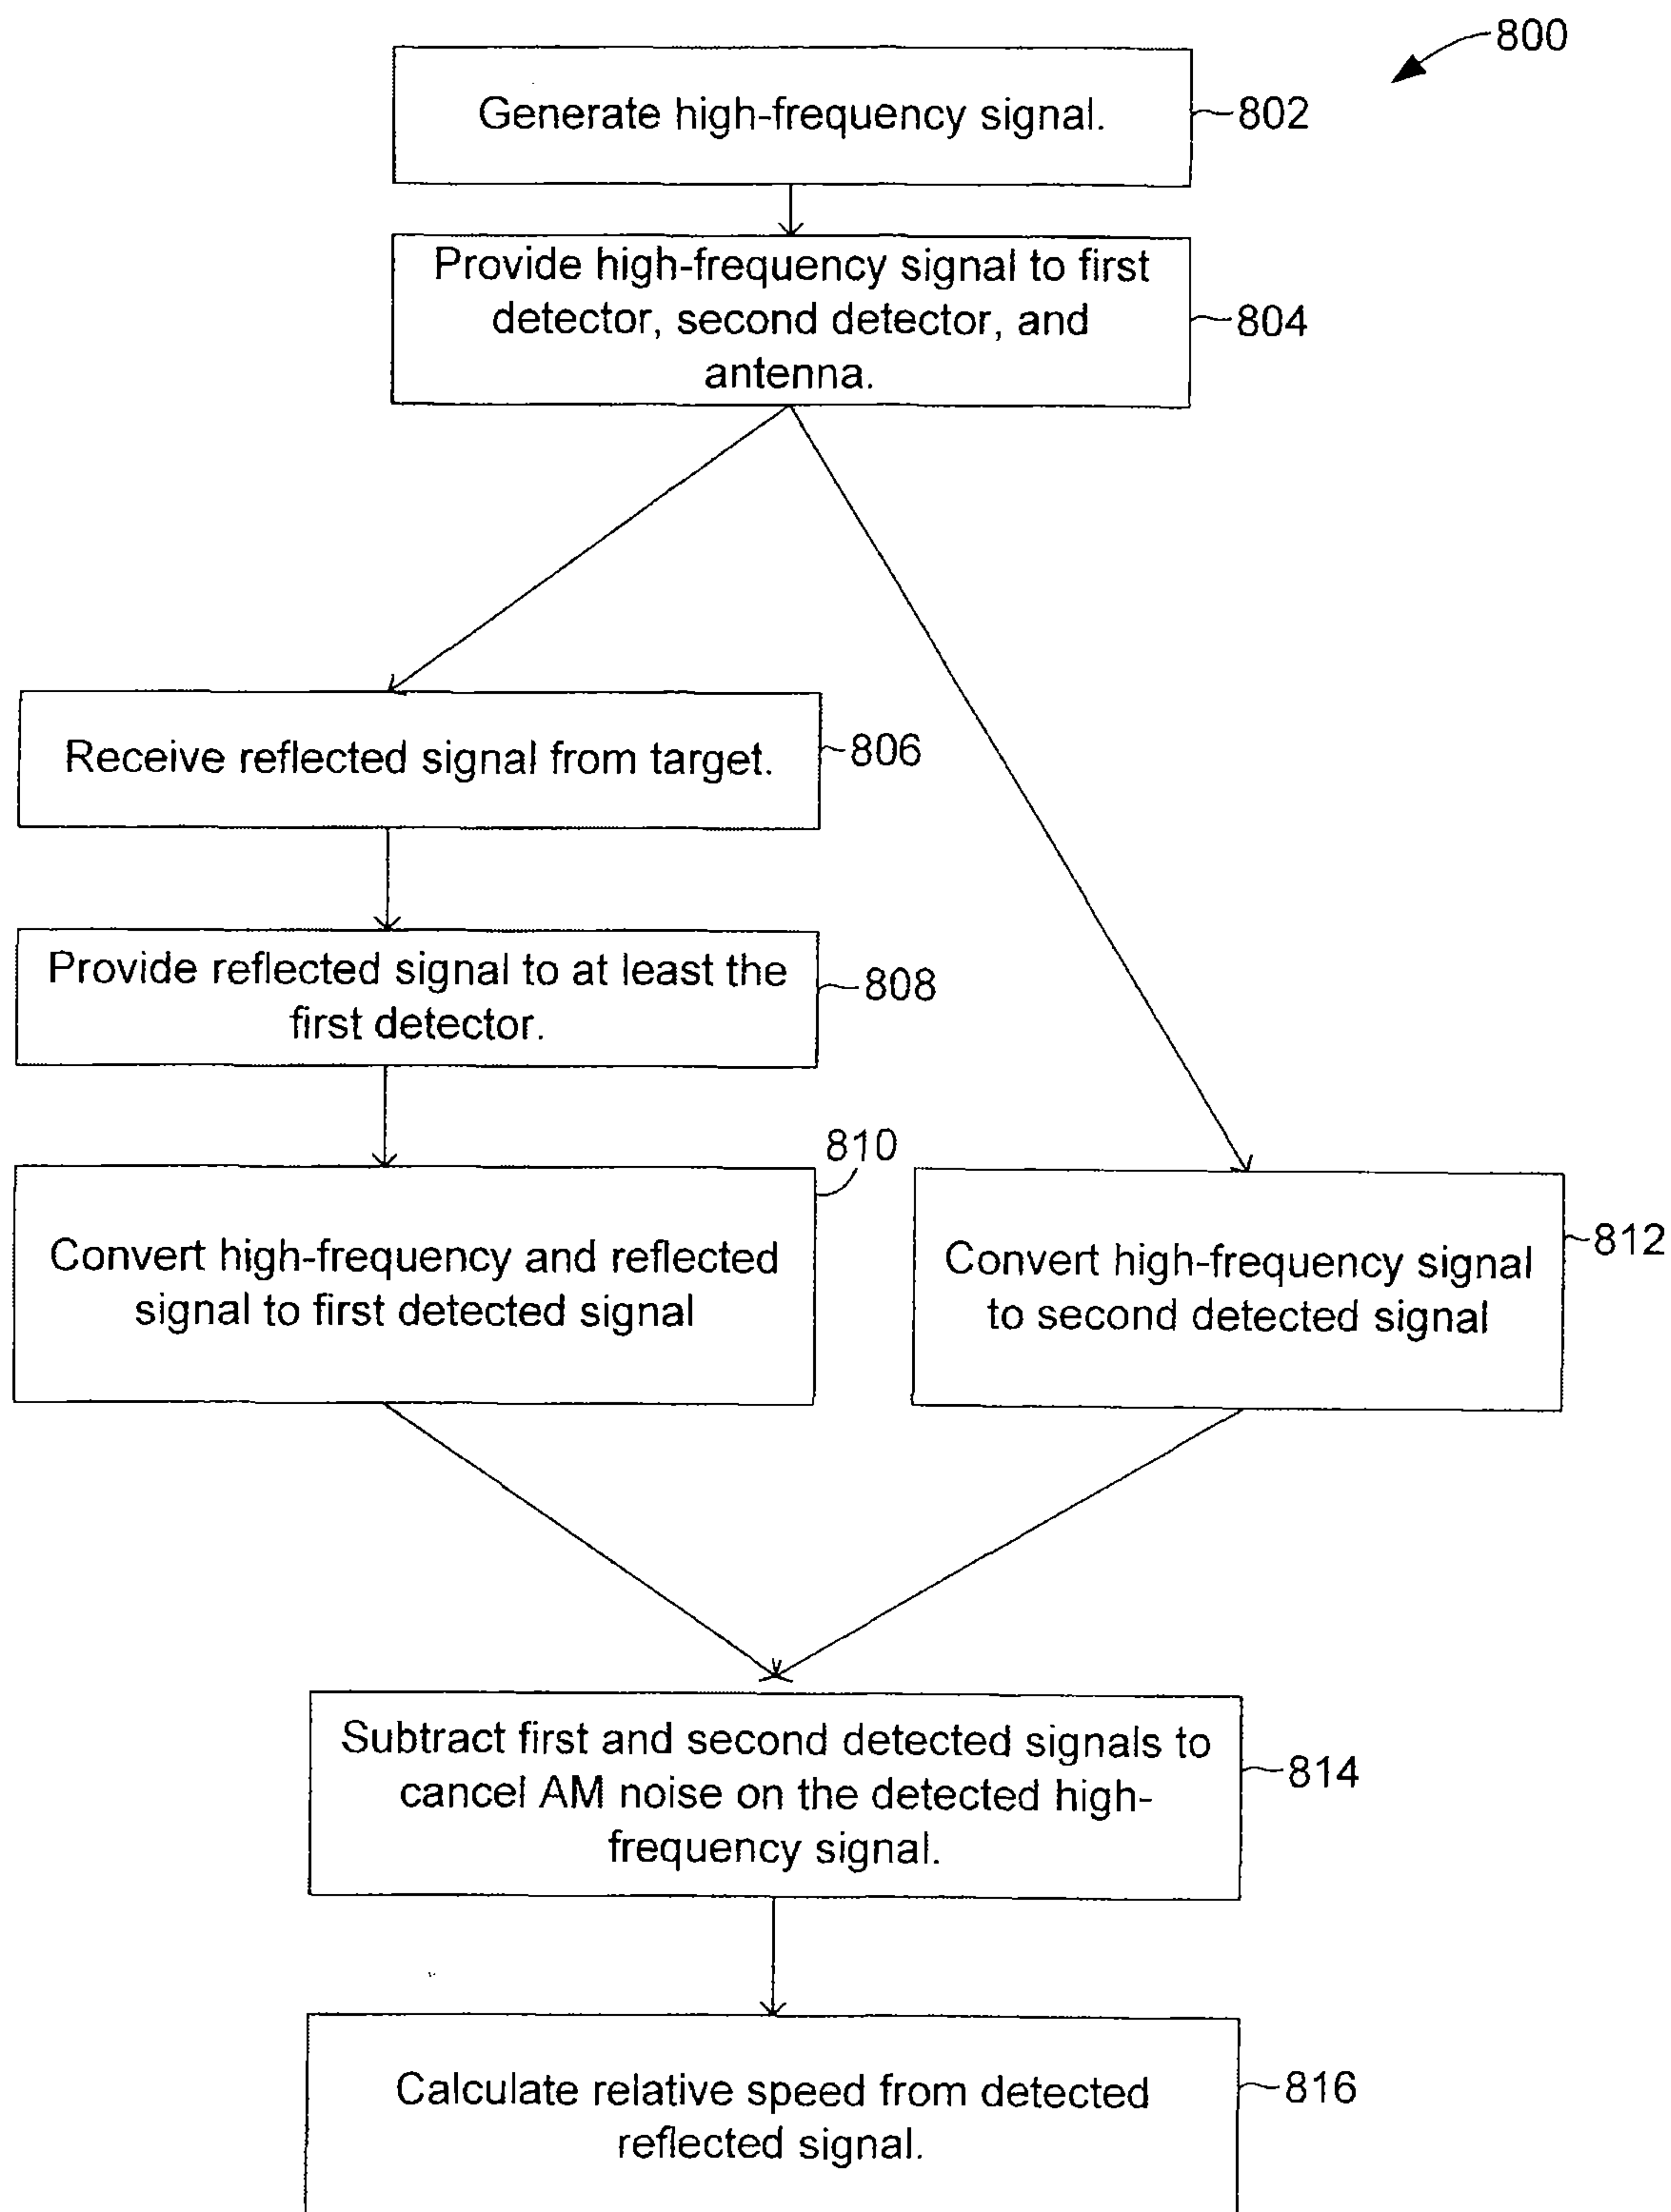 800
Generate high-frequency signal.
802
Provide high-frequency signal to first
detector, second detector, and
antenna.
804
Receive reflected signal from target.
806
Provide reflected signal to at least the
first detector.
808
810
Convert high-frequency and reflected
signal to first detected signal
Convert high-frequency signal
to second detected signal
812
Subtract first and second detected signals to
cancel AM noise on the detected high-
frequency signal.
814
Calculate relative speed from detected
reflected signal.
816